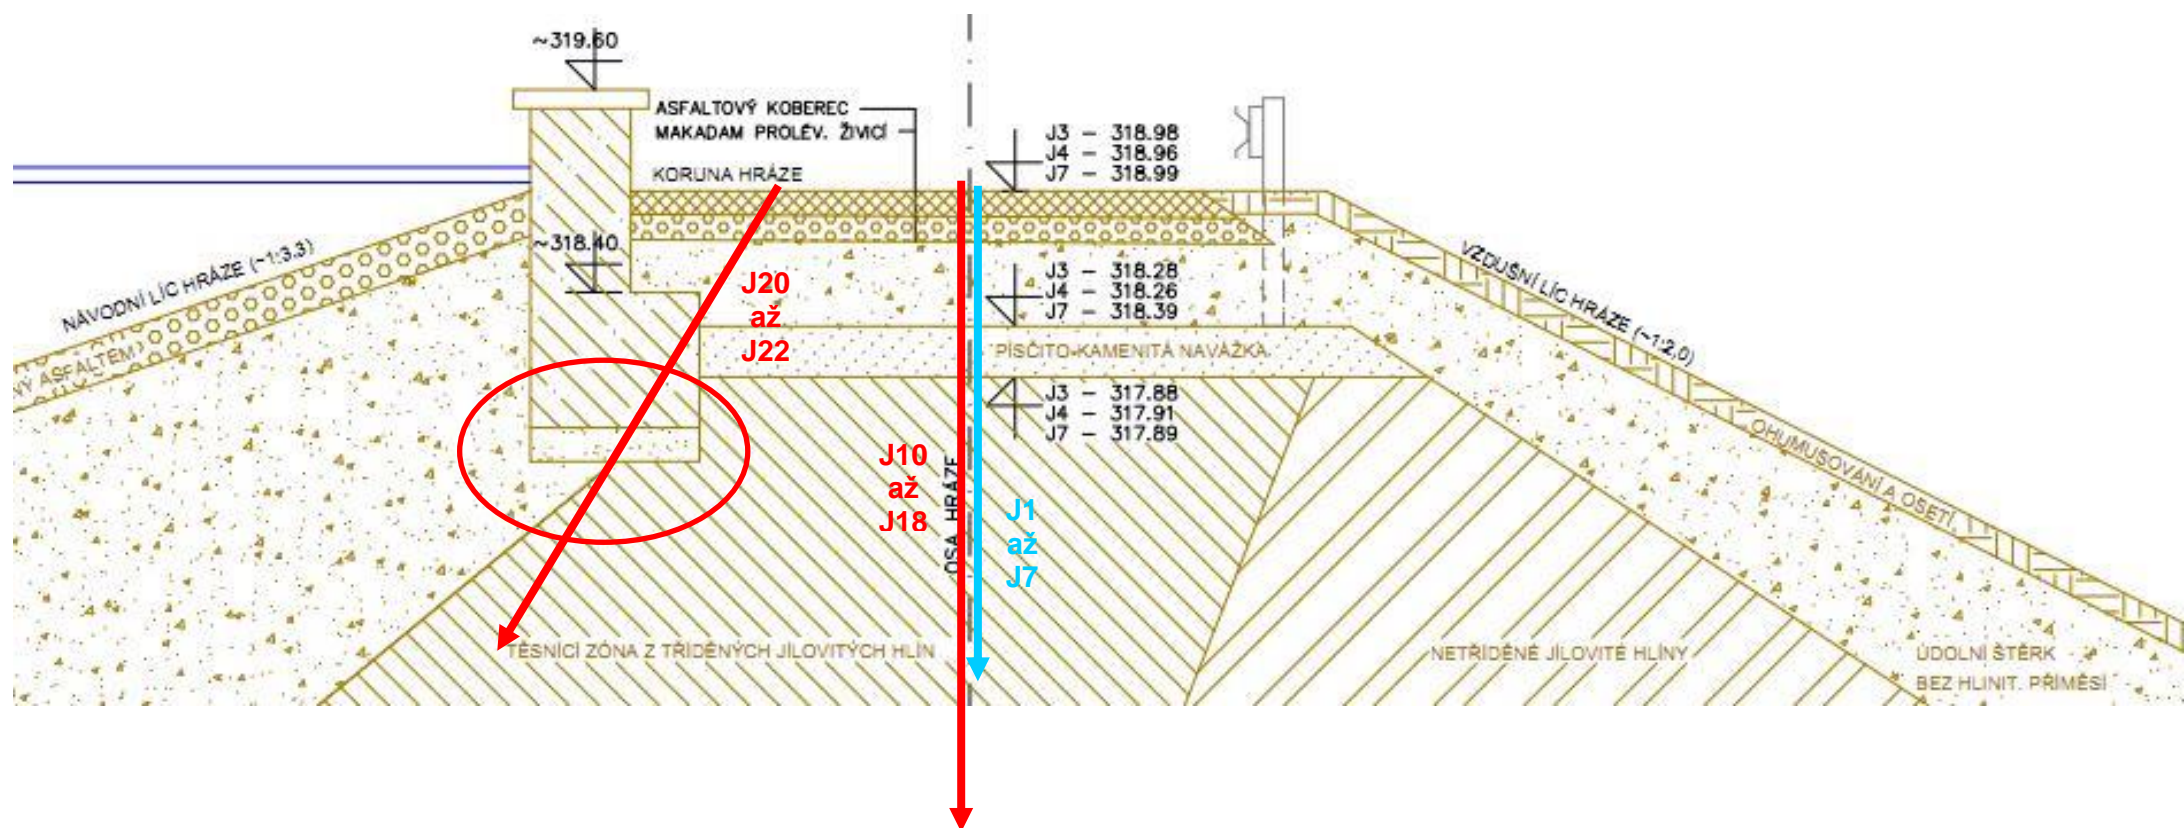 ~319.60
ASFALTOVÝ KOBEREC
MAKADAM PROLÉV. ŽIVICÍ
KORUNA HRÁZE
J3 – 318.98
J4 – 318.96
J7 – 318.99
~318.40
NÁVODNÍ LÍC HRÁZE (~1:3,3)
NÝ ASFALTEM
J20
až
J22
J3 – 318.28
J4 – 318.26
J7 – 318.39
VZDUŠNÍ LÍC HRÁZE (~1:2,0)
PÍSČITO-KAMENITÁ NAVÁŽKA
J3 – 317.88
J4 – 317.91
J7 – 317.89
J10
až
J18
OSA HRÁZE
J1
až
J7
OHUMUSOVÁNÍ A OSETÍ
TĚSNÍCÍ ZÓNA Z TŘÍDĚNÝCH JÍLOVITÝCH HLÍN
NETŘÍDĚNÉ JÍLOVITÉ HLÍNY
ÚDOLNÍ ŠTĚRK
BEZ HLINIT. PŘÍMĚSÍ